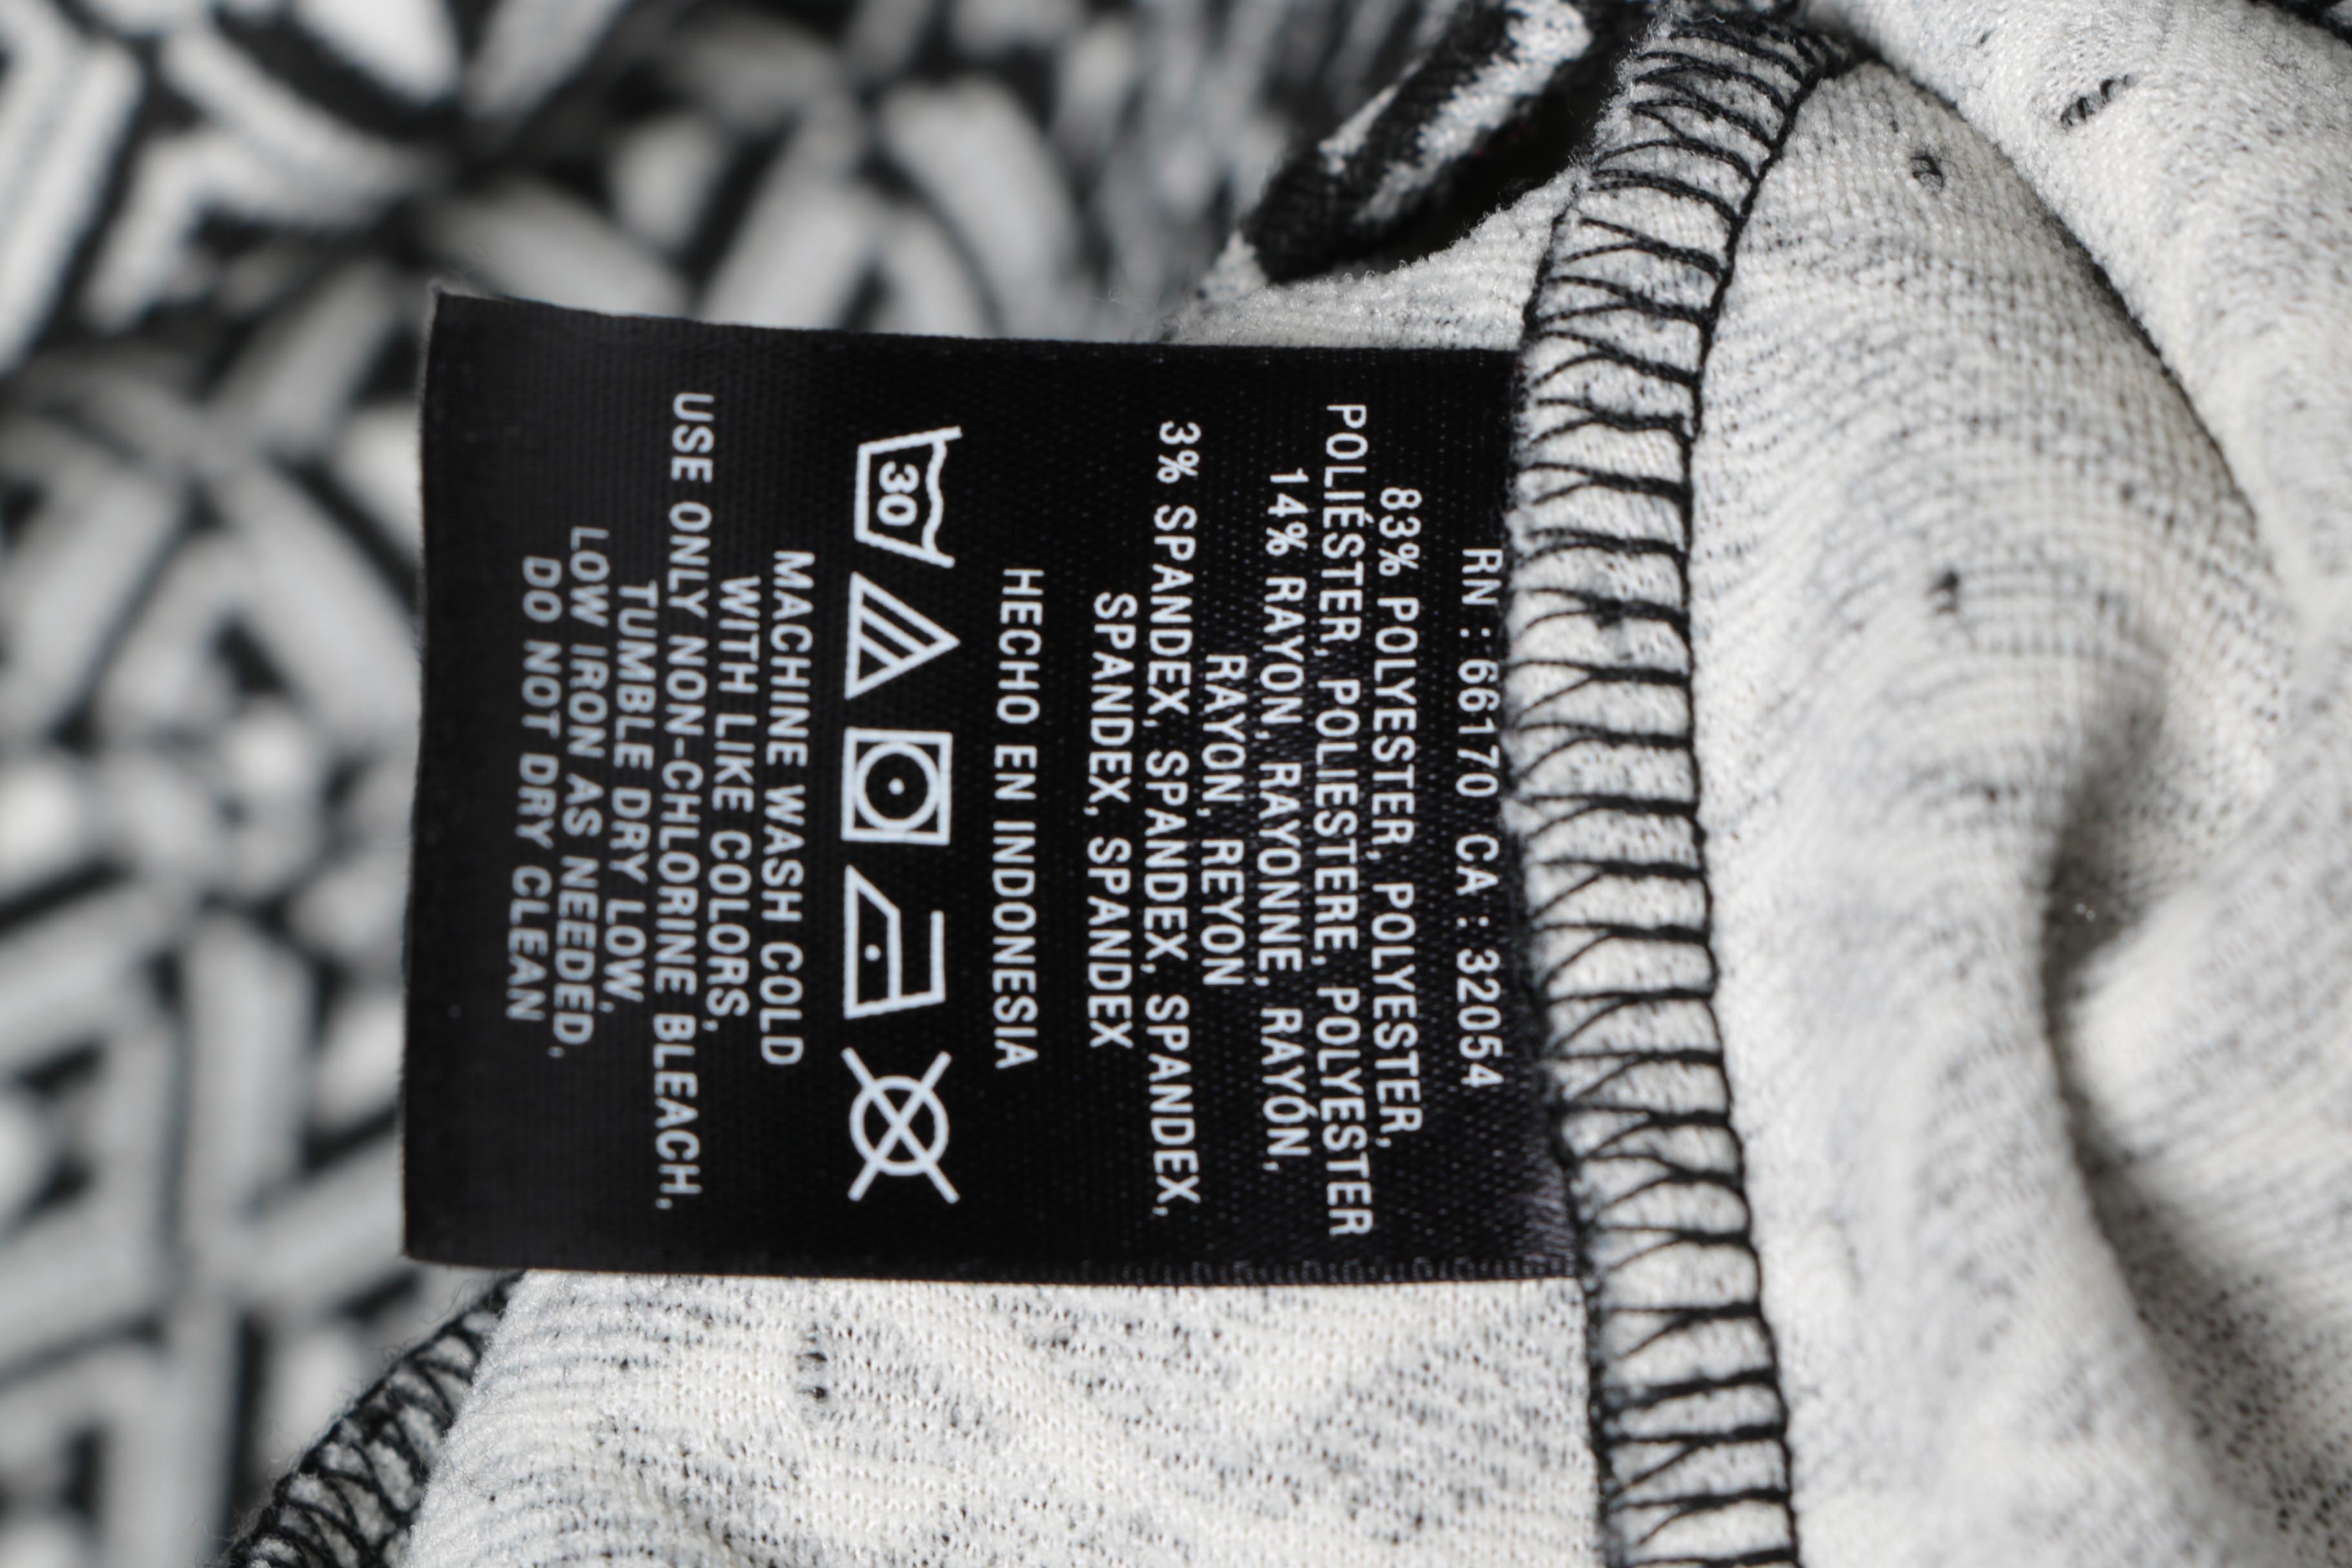 RN : 66170 CA : 32054
83% POLYESTER, POLYESTER,
POLIÉSTER, POLIESTERE, POLYESTER
14% RAYON, RAYONNE, RAYÓN,
RAYON, REYON
3% SPANDEX, SPANDEX, SPANDEX,
SPANDEX, SPANDEX
HECHO EN INDONESIA
30
MACHINE WASH COLD
WITH LIKE COLORS,
USE ONLY NON-CHLORINE BLEACH,
TUMBLE DRY LOW,
LOW IRON AS NEEDED,
DO NOT DRY CLEAN